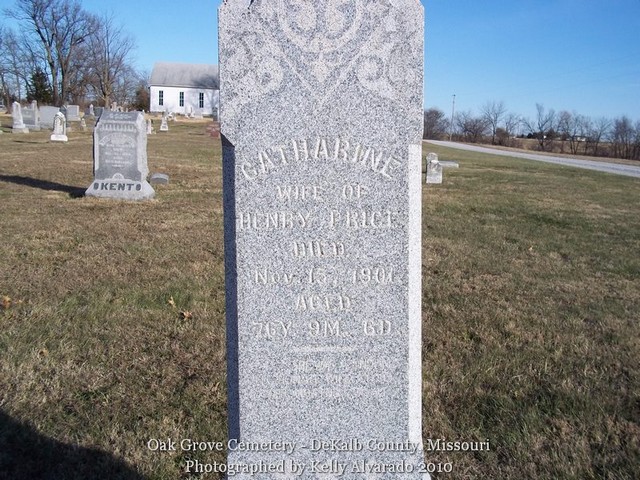 CATHARINE
WIFE OF
HENRY PRICE
DIED
Nov. 15, 1901
AGED
76Y. 9M. 6D.
KENT
Oak Grove Cemetery - DeKalb County, Missouri
Photographed by Kelly Alvarado 2010